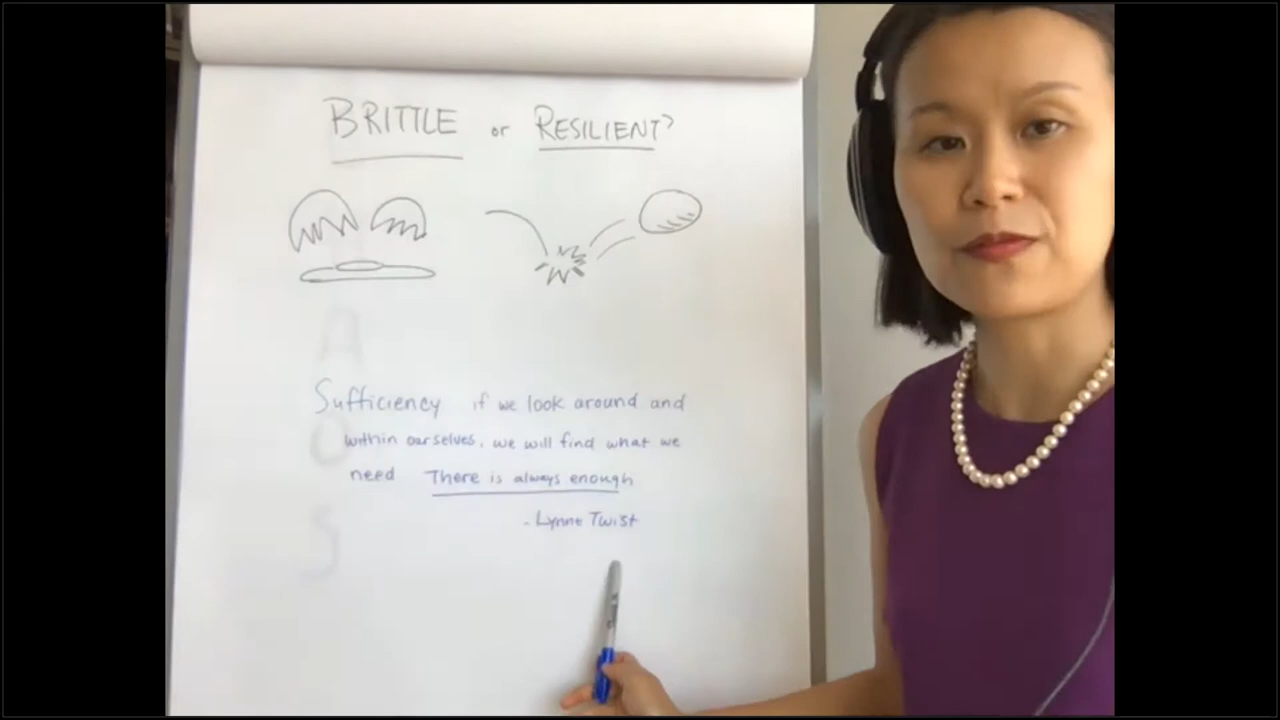 BRITTLE or RESILIENT?
Sufficiency if we look around and
within ourselves, we will find what we
need There is always enough
- Lynne Twist
A
O
S